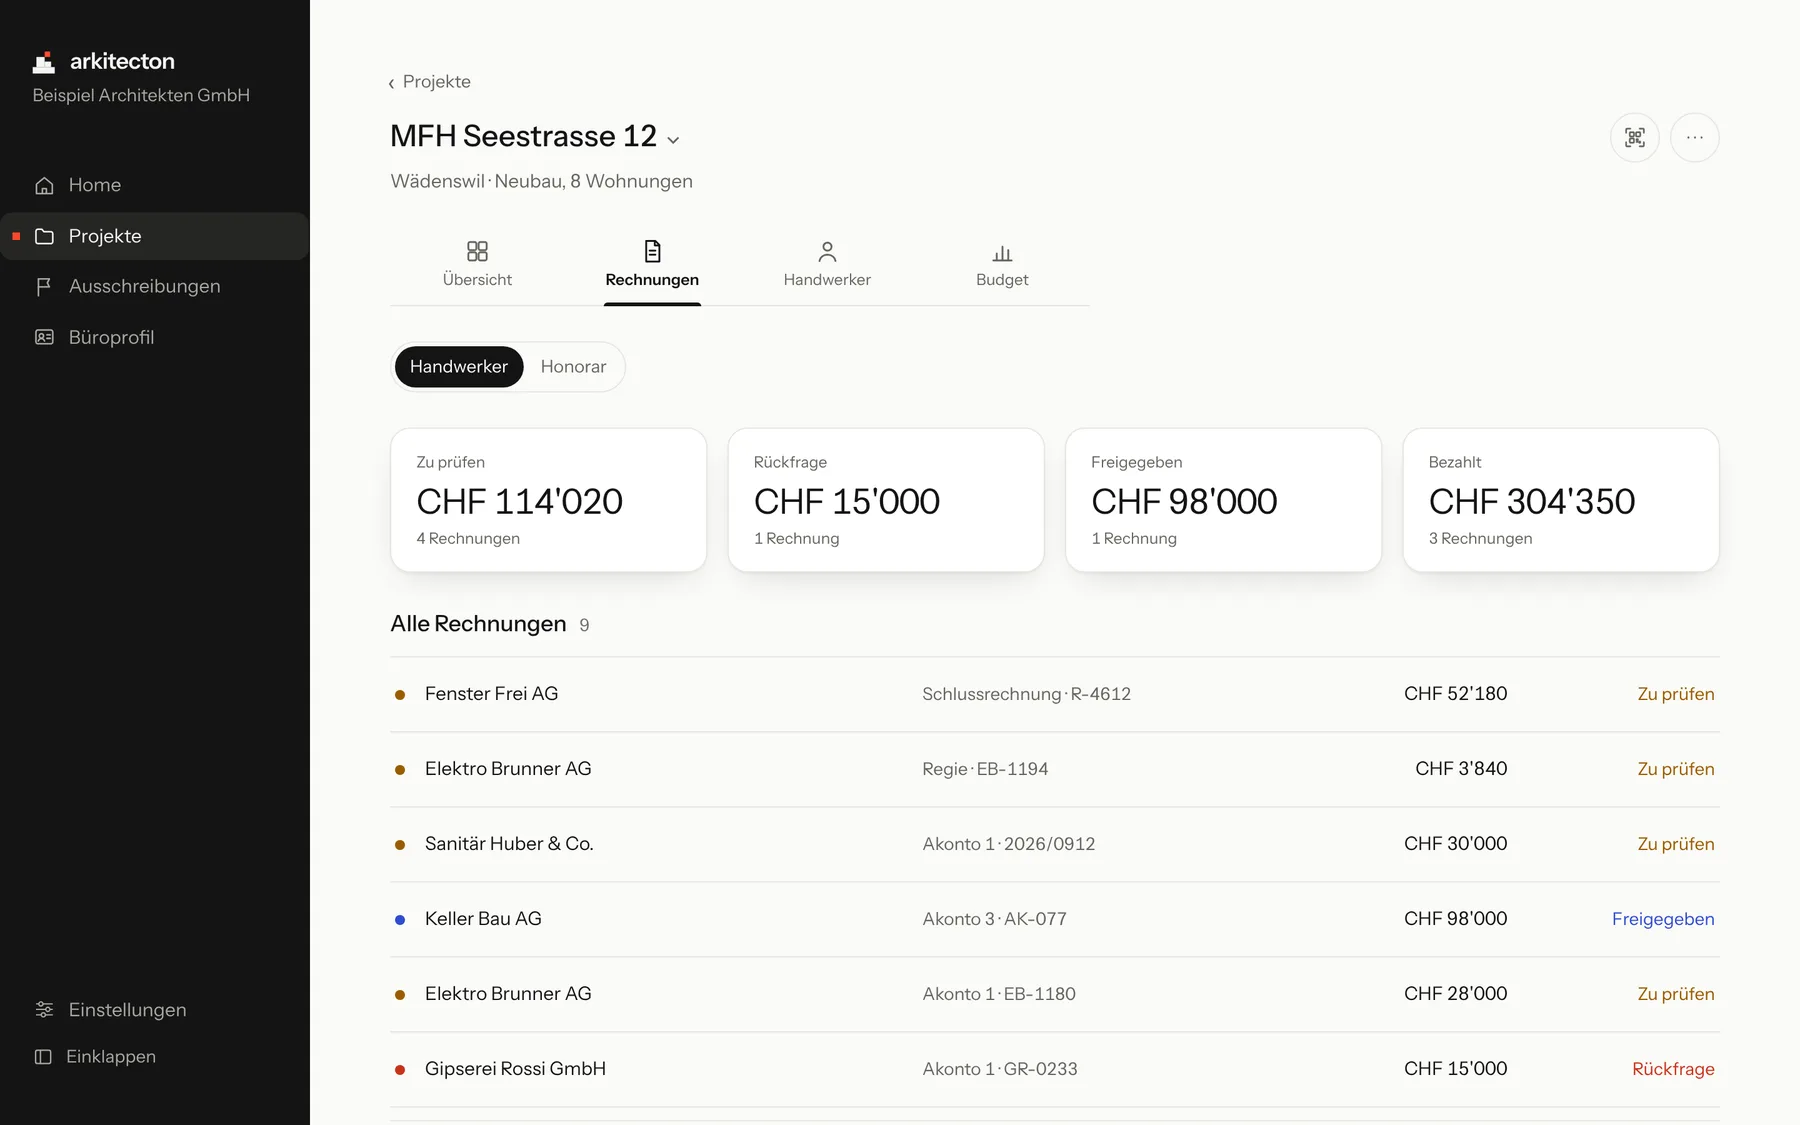 arkitecton
Beispiel Architekten GmbH
Home
Projekte
Ausschreibungen
Büroprofil
Einstellungen
Einklappen
‹ Projekte
MFH Seestrasse 12
Wädenswil · Neubau, 8 Wohnungen
Übersicht
Rechnungen
Handwerker
Budget
Handwerker
Honorar
Zu prüfen
CHF 114'020
4 Rechnungen
Rückfrage
CHF 15'000
1 Rechnung
Freigegeben
CHF 98'000
1 Rechnung
Bezahlt
CHF 304'350
3 Rechnungen
Alle Rechnungen 9
Fenster Frei AG Schlussrechnung · R-4612 CHF 52'180 Zu prüfen
Elektro Brunner AG Regie · EB-1194 CHF 3'840 Zu prüfen
Sanitär Huber & Co. Akonto 1 · 2026/0912 CHF 30'000 Zu prüfen
Keller Bau AG Akonto 3 · AK-077 CHF 98'000 Freigegeben
Elektro Brunner AG Akonto 1 · EB-1180 CHF 28'000 Zu prüfen
Gipserei Rossi GmbH Akonto 1 · GR-0233 CHF 15'000 Rückfrage